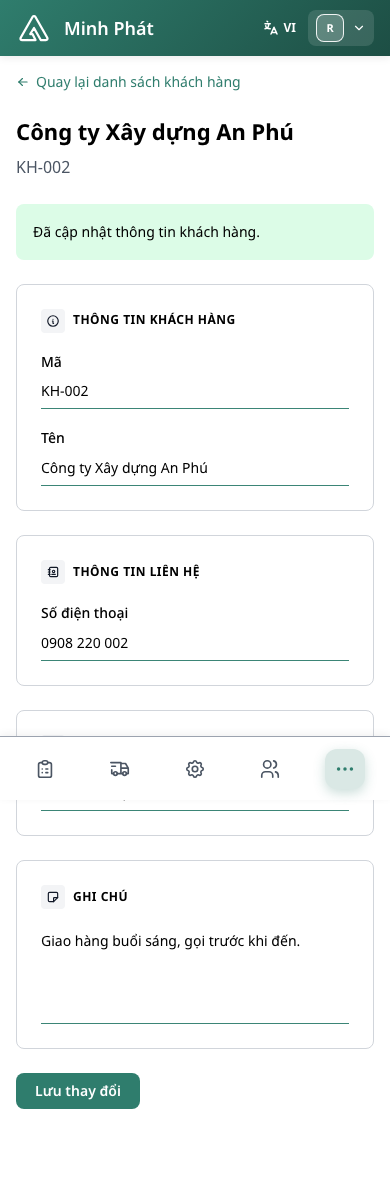 Minh Phát
VI
R
Quay lại danh sách khách hàng
Công ty Xây dựng An Phú
KH-002
Đã cập nhật thông tin khách hàng.
THÔNG TIN KHÁCH HÀNG
Mã
KH-002
Tên
Công ty Xây dựng An Phú
THÔNG TIN LIÊN HỆ
Số điện thoại
0908 220 002
GHI CHÚ
Giao hàng buổi sáng, gọi trước khi đến.
Lưu thay đổi